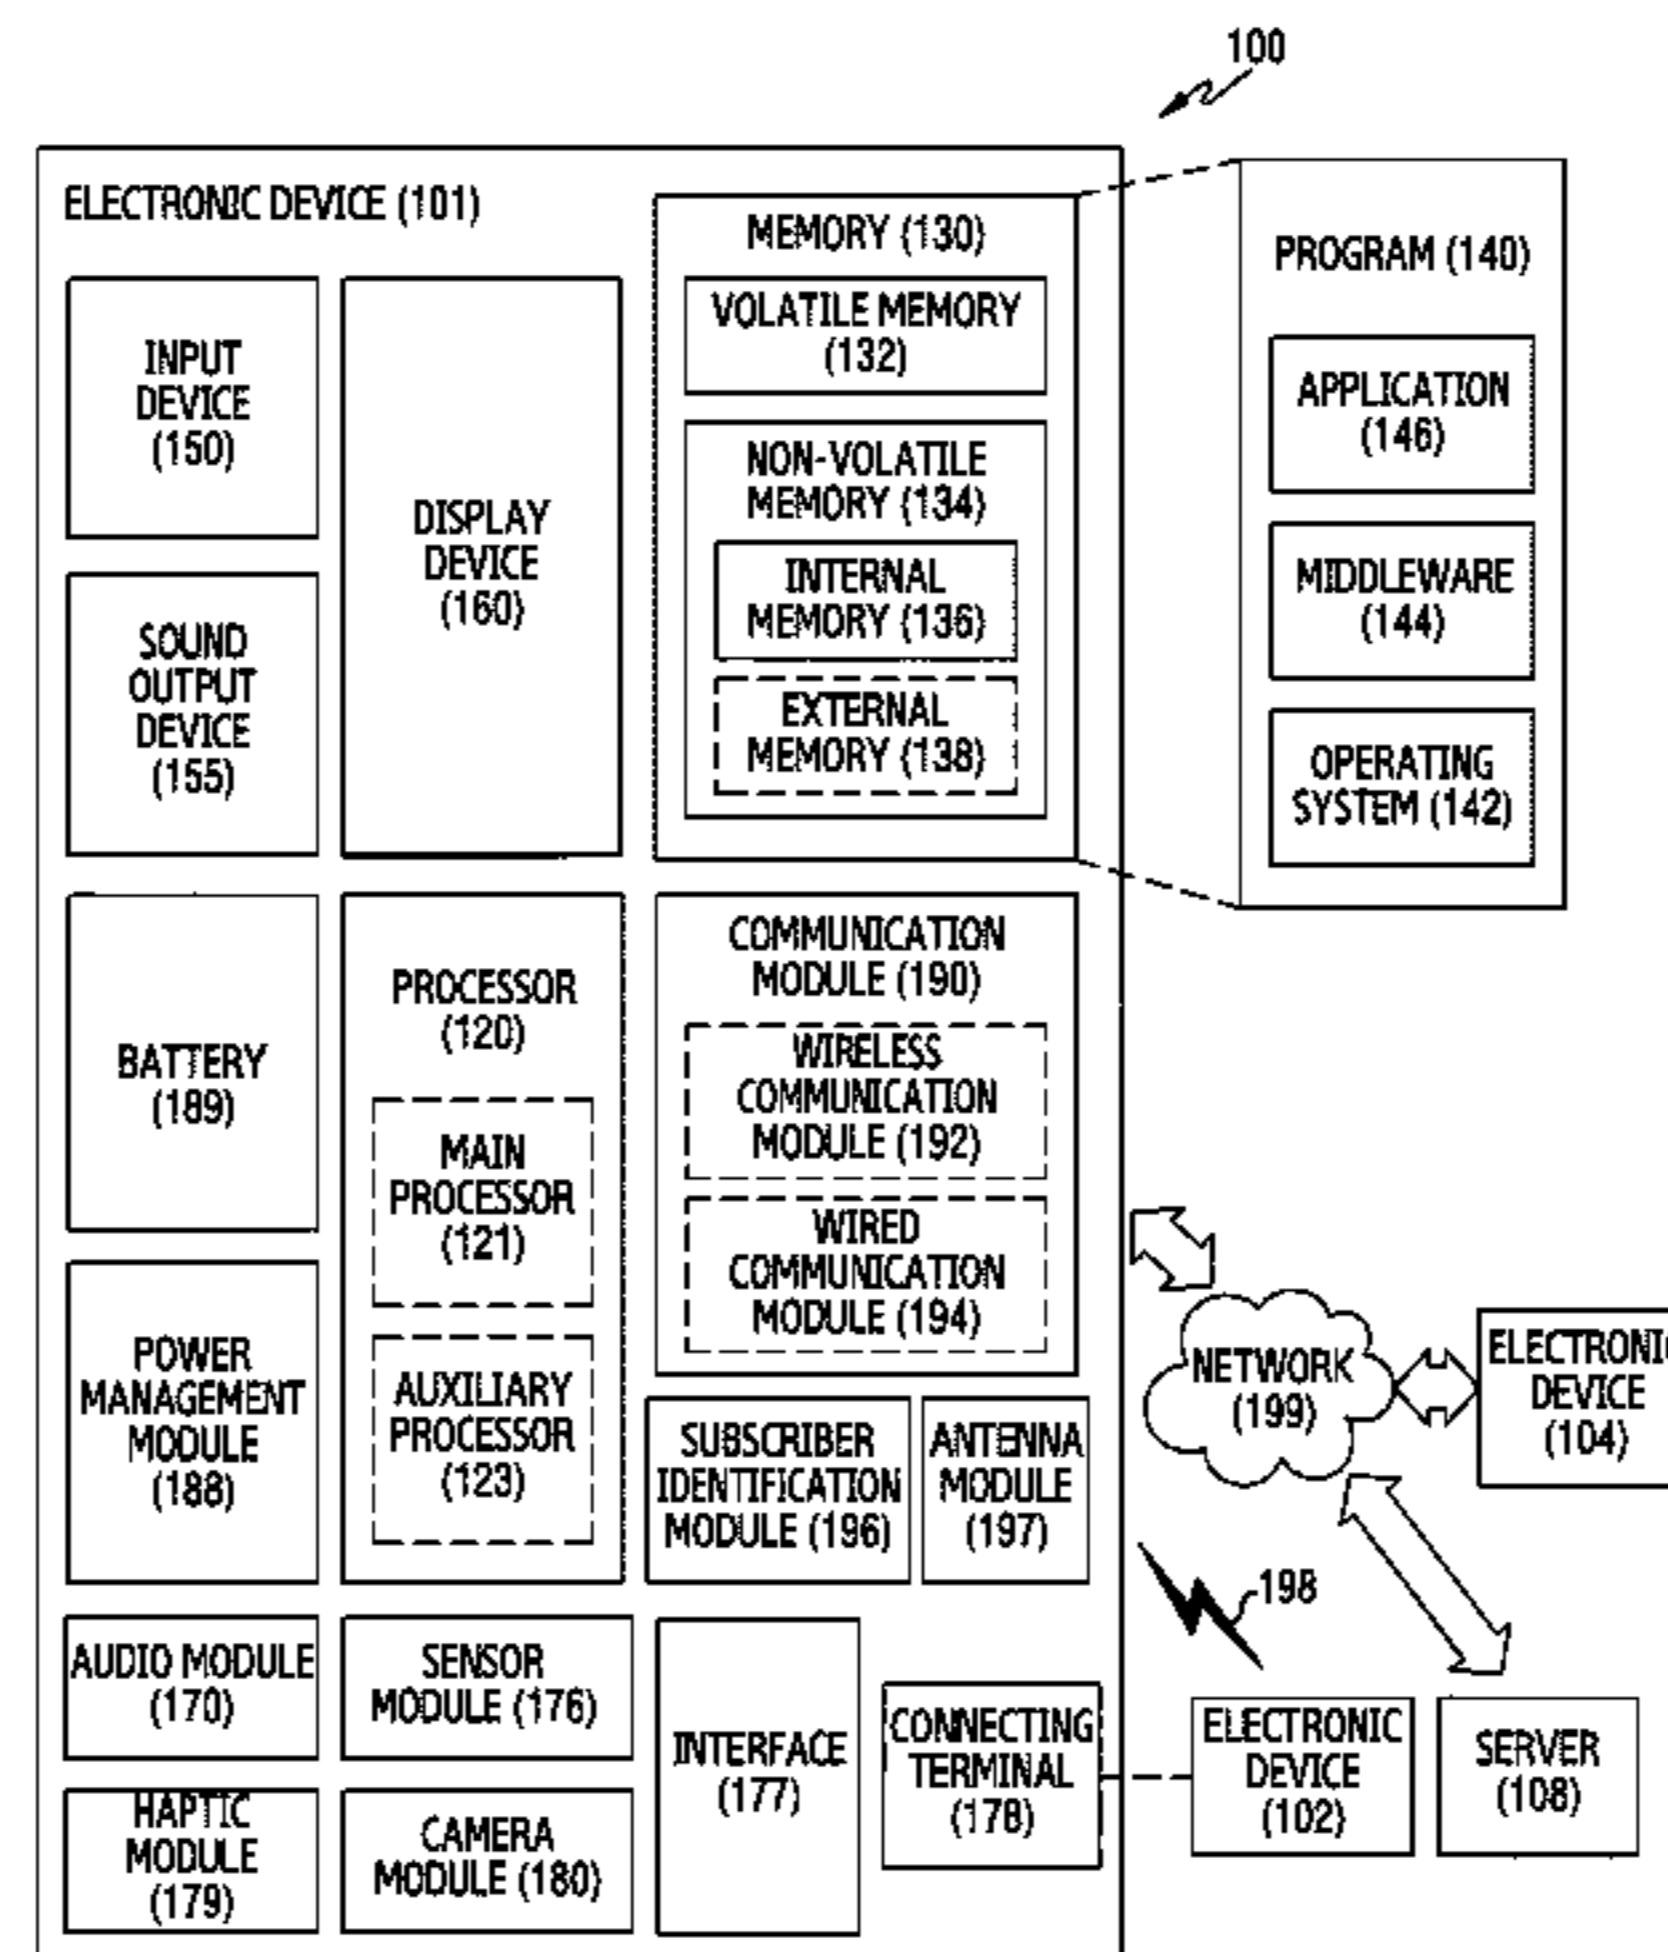 100
ELECTRONIC DEVICE (101)
INPUT
DEVICE
(150)
SOUND
OUTPUT
DEVICE
(155)
DISPLAY
DEVICE
(160)
MEMORY (130)
VOLATILE MEMORY
(132)
NON-VOLATILE
MEMORY (134)
INTERNAL
MEMORY (136)
EXTERNAL
MEMORY (138)
PROGRAM (140)
APPLICATION
(146)
MIDDLEWARE
(144)
OPERATING
SYSTEM (142)
BATTERY
(189)
POWER
MANAGEMENT
MODULE
(188)
PROCESSOR
(120)
MAIN
PROCESSOR
(121)
AUXILIARY
PROCESSOR
(123)
COMMUNICATION
MODULE (190)
WIRELESS
COMMUNICATION
MODULE (192)
WIRED
COMMUNICATION
MODULE (194)
SUBSCRIBER
IDENTIFICATION
MODULE (196)
ANTENNA
MODULE
(197)
NETWORK
(199)
ELECTRONIC
DEVICE
(104)
198
AUDIO MODULE
(170)
SENSOR
MODULE (176)
HAPTIC
MODULE
(179)
CAMERA
MODULE (180)
INTERFACE
(177)
CONNECTING
TERMINAL
(178)
ELECTRONIC
DEVICE
(102)
SERVER
(108)